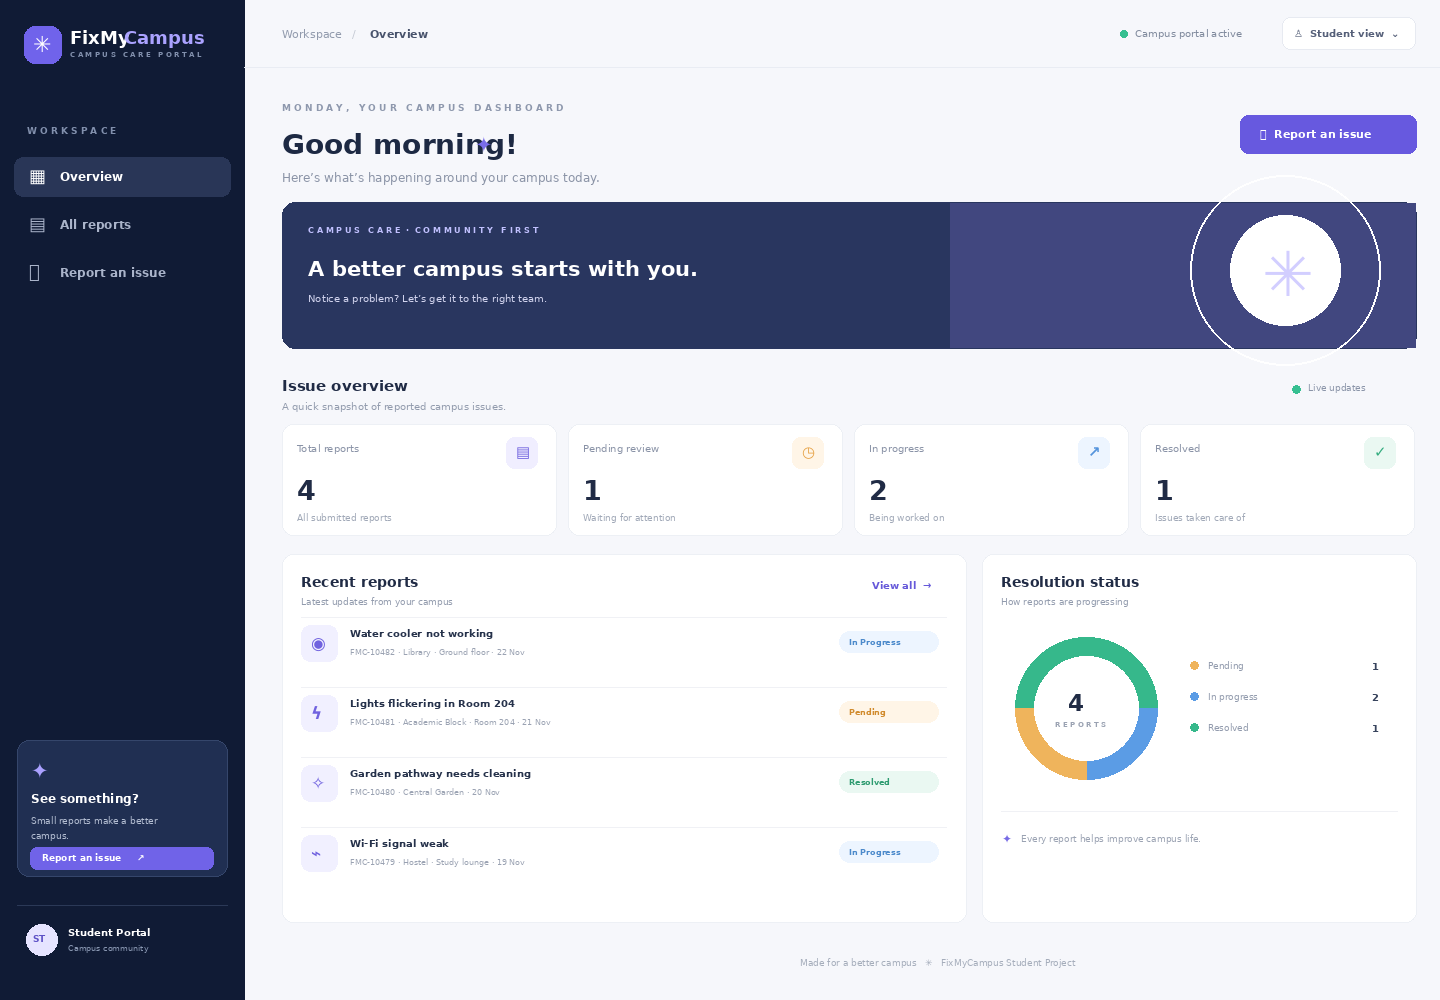 FixMyCampus
CAMPUS CARE PORTAL
WORKSPACE
Overview
All reports
Report an issue
See something?
Small reports make a better
campus.
Report an issue ↗
ST
Student Portal
Campus community
Workspace / Overview
Campus portal active
Student view ⌄
MONDAY, YOUR CAMPUS DASHBOARD
Good morning!
Here’s what’s happening around your campus today.
Report an issue
CAMPUS CARE · COMMUNITY FIRST
A better campus starts with you.
Notice a problem? Let’s get it to the right team.
Issue overview
A quick snapshot of reported campus issues.
Live updates
Total reports
4
All submitted reports
Pending review
1
Waiting for attention
In progress
2
Being worked on
Resolved
1
Issues taken care of
Recent reports
Latest updates from your campus
View all →
Water cooler not working
FMC-10482 · Library · Ground floor · 22 Nov
In Progress
Lights flickering in Room 204
FMC-10481 · Academic Block · Room 204 · 21 Nov
Pending
Garden pathway needs cleaning
FMC-10480 · Central Garden · 20 Nov
Resolved
Wi-Fi signal weak
FMC-10479 · Hostel · Study lounge · 19 Nov
In Progress
Resolution status
How reports are progressing
4
REPORTS
Pending 1
In progress 2
Resolved 1
Every report helps improve campus life.
Made for a better campus ✳ FixMyCampus Student Project